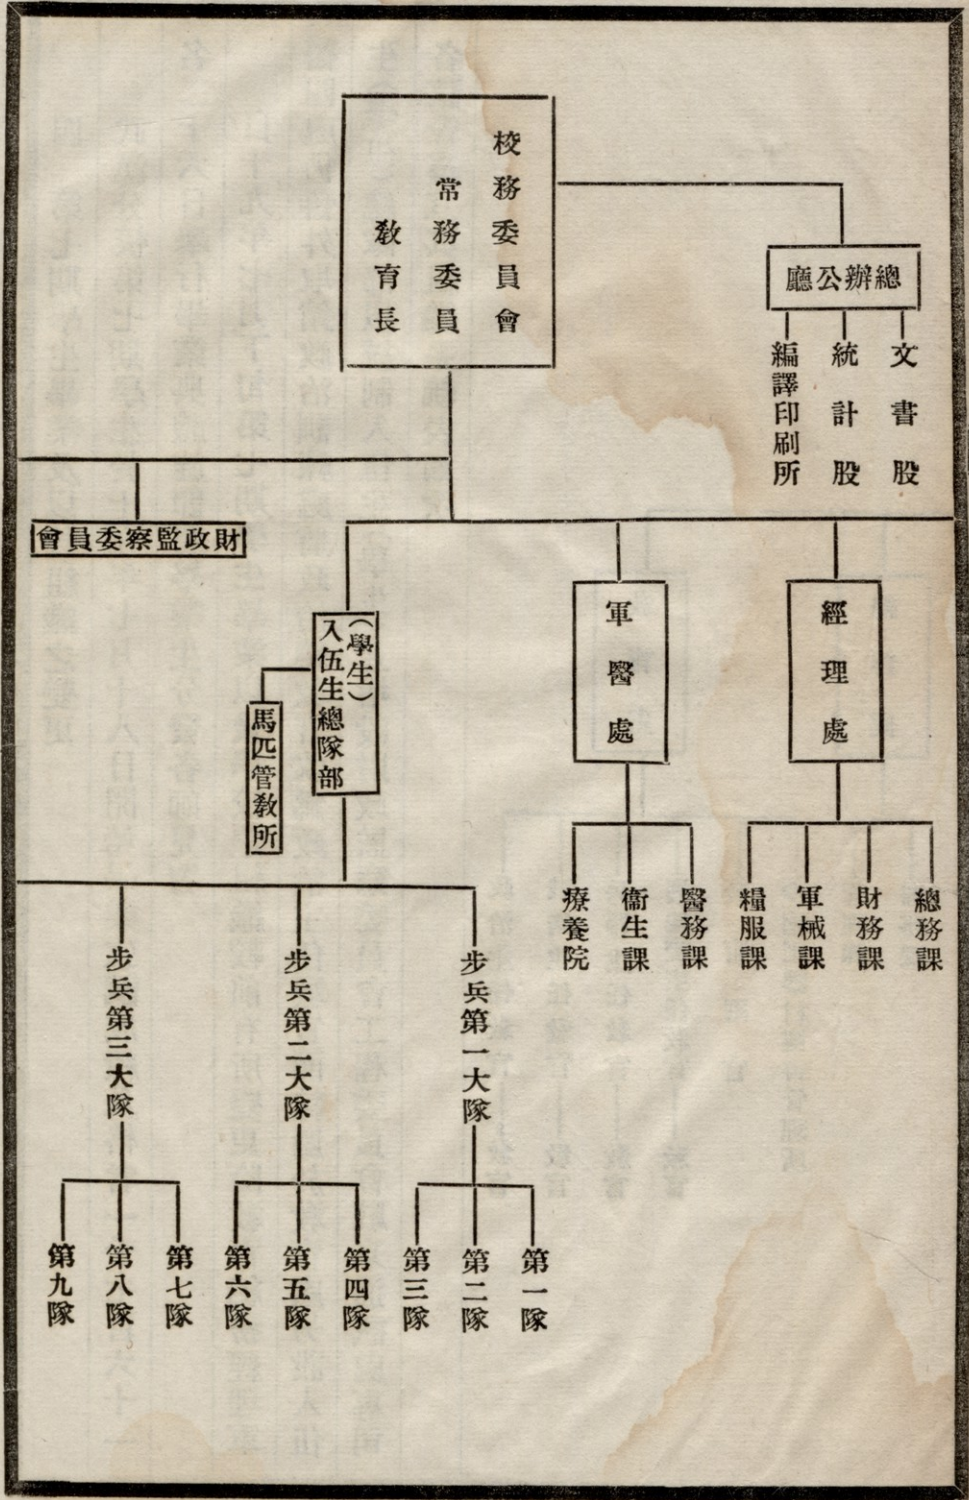 校務委員會
常務委員
教育長
總辦公廳
文書股
統計股
編譯印刷所
財政監察委員會
經理處
總務課
財務課
軍械課
糧服課
軍醫處
醫務課
衞生課
療養院
（學生）
入伍生總隊部
馬匹管教所
步兵第一大隊
第一隊
第二隊
第三隊
步兵第二大隊
第四隊
第五隊
第六隊
步兵第三大隊
第七隊
第八隊
第九隊